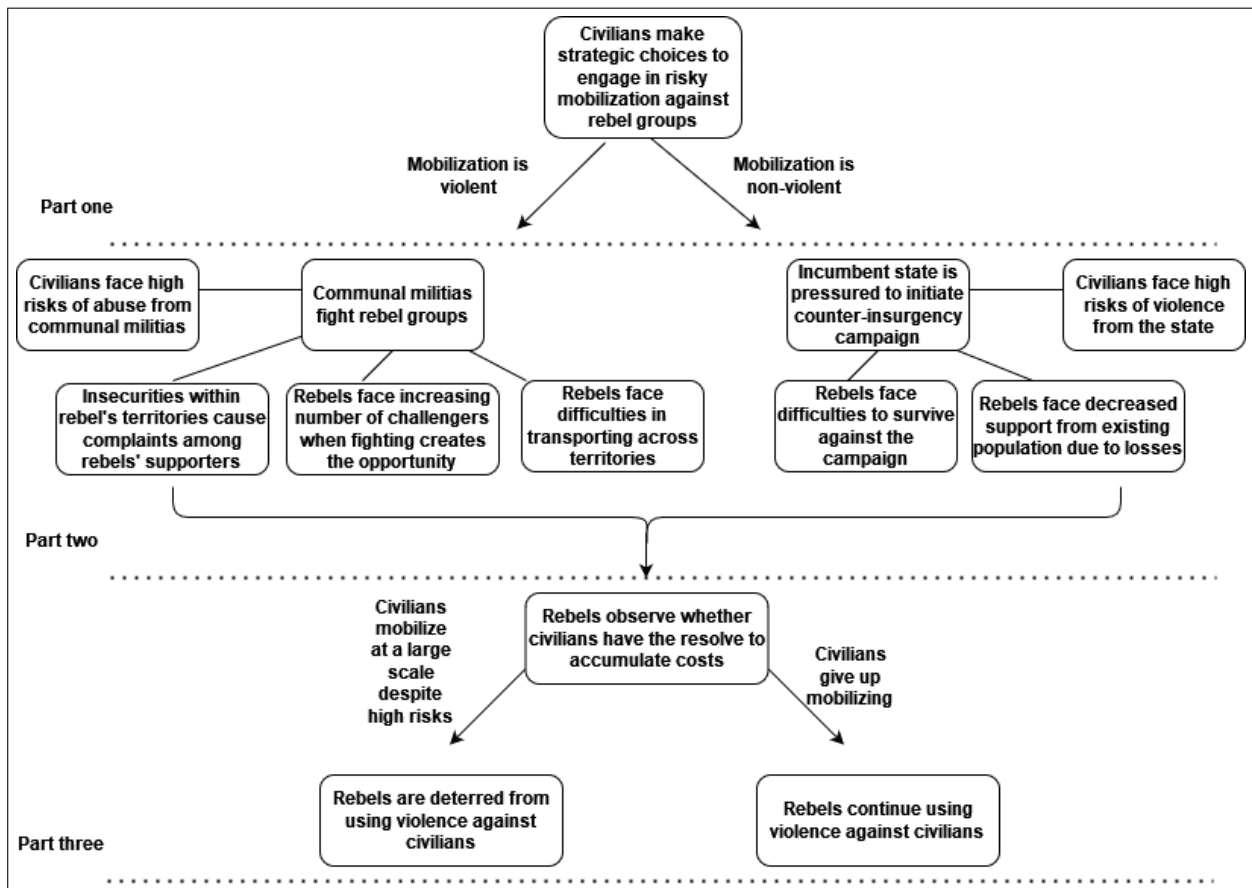 Civilians make
strategic choices to
engage in risky
mobilization against
rebel groups
Mobilization is
violent
Mobilization is
non-violent
Part one
Civilians face high
risks of abuse from
communal militias
Communal militias
fight rebel groups
Incumbent state is
pressured to initiate
counter-insurgency
campaign
Civilians face high
risks of violence
from the state
Insecurities within
rebel's territories cause
complaints among
rebels' supporters
Rebels face increasing
number of challengers
when fighting creates
the opportunity
Rebels face
difficulties in
transporting across
territories
Rebels face
difficulties to survive
against the
campaign
Rebels face decreased
support from existing
population due to losses
Part two
Civilians
mobilize
at a large
scale
despite
high risks
Rebels observe whether
civilians have the resolve to
accumulate costs
Civilians
give up
mobilizing
Rebels are deterred from
using violence against
civilians
Rebels continue using
violence against civilians
Part three